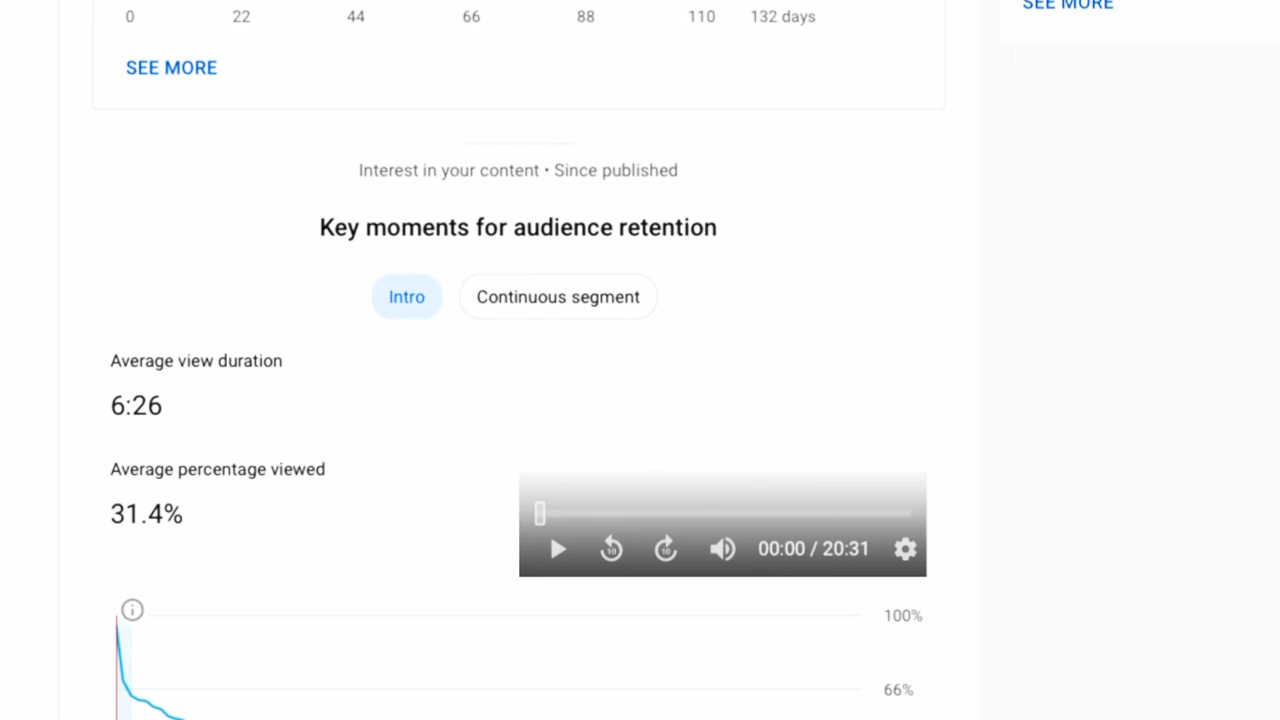 SEE MORE
0 22 44 66 88 110 132 days
SEE MORE
Interest in your content • Since published
Key moments for audience retention
Intro Continuous segment
Average view duration
6:26
Average percentage viewed
31.4%
10 10 00:00 / 20:31
100%
66%